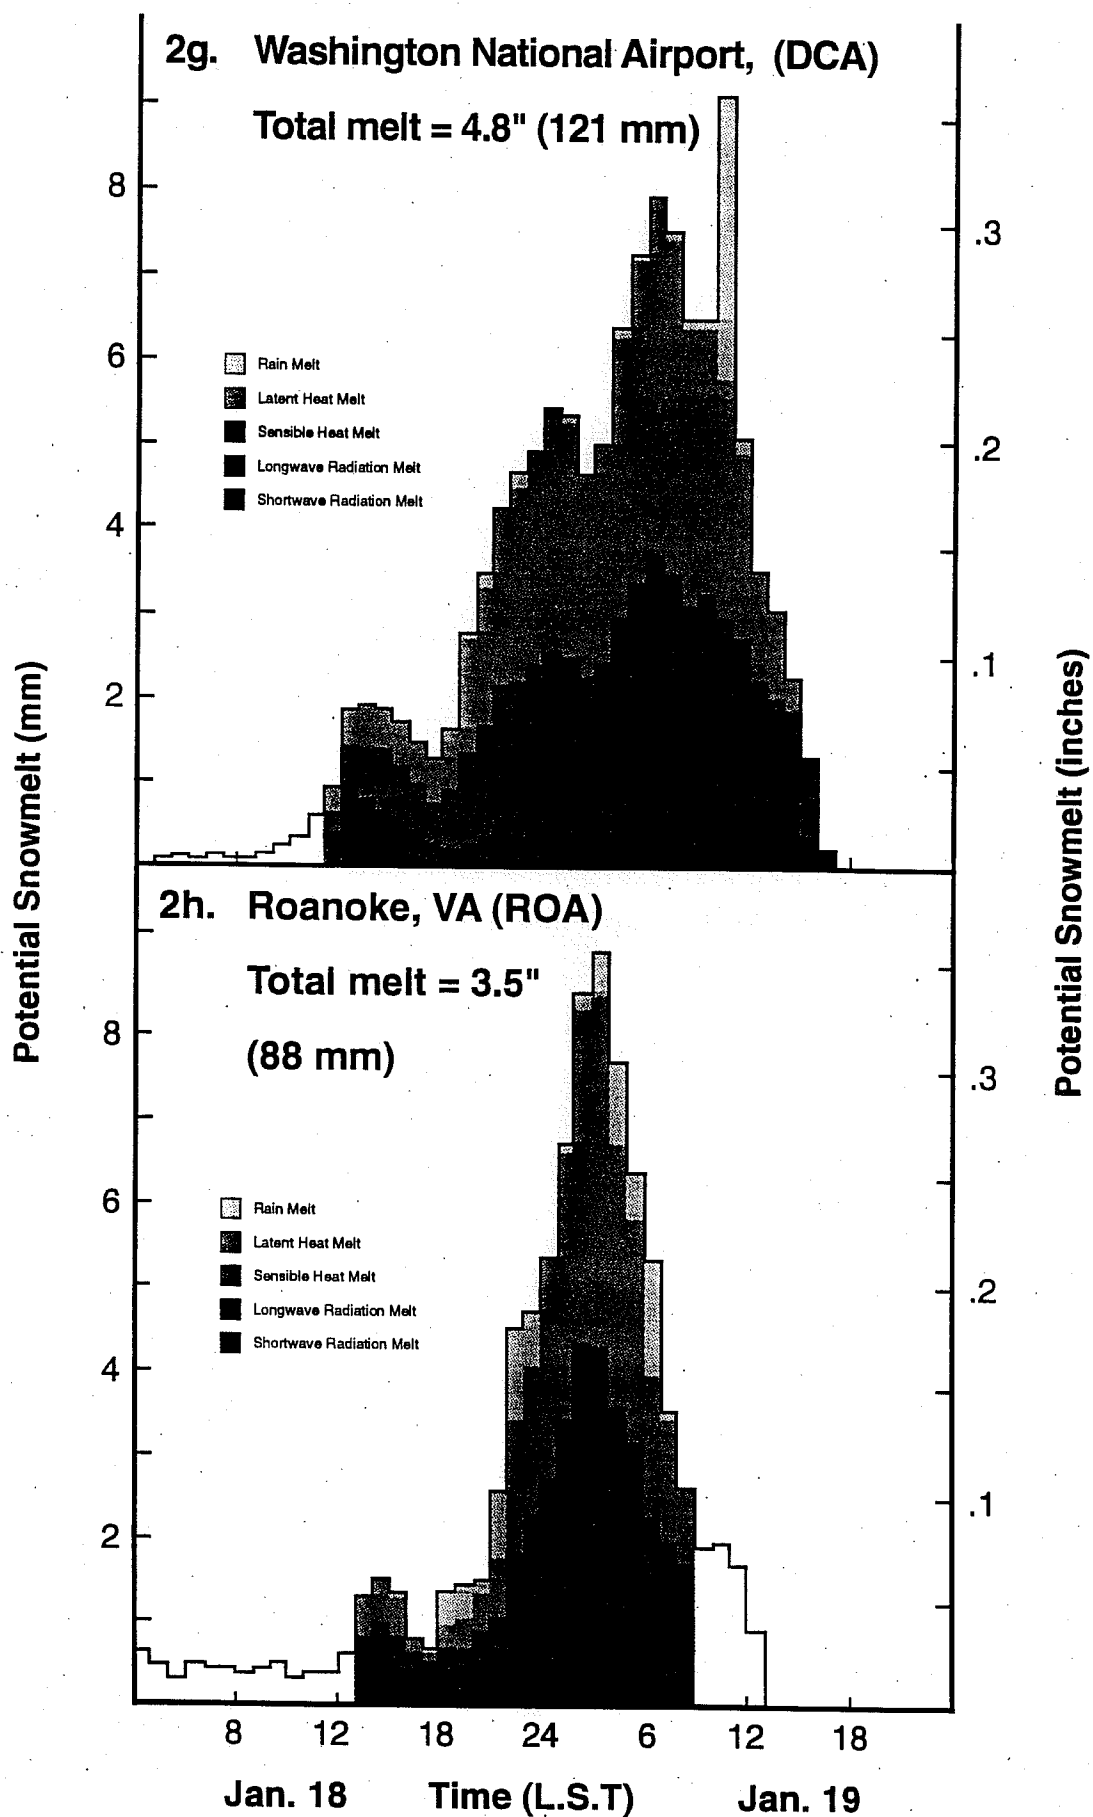 2g. Washington National Airport, (DCA)
Total melt = 4.8" (121 mm)
8
6
4
2
.3
.2
.1
Rain Melt
Latent Heat Melt
Sensible Heat Melt
Longwave Radiation Melt
Shortwave Radiation Melt
Potential Snowmelt (mm)
Potential Snowmelt (inches)
2h. Roanoke, VA (ROA)
Total melt = 3.5"
(88 mm)
8
6
4
2
.3
.2
.1
Rain Melt
Latent Heat Melt
Sensible Heat Melt
Longwave Radiation Melt
Shortwave Radiation Melt
8 12 18 24 6 12 18
Jan. 18 Time (L.S.T) Jan. 19